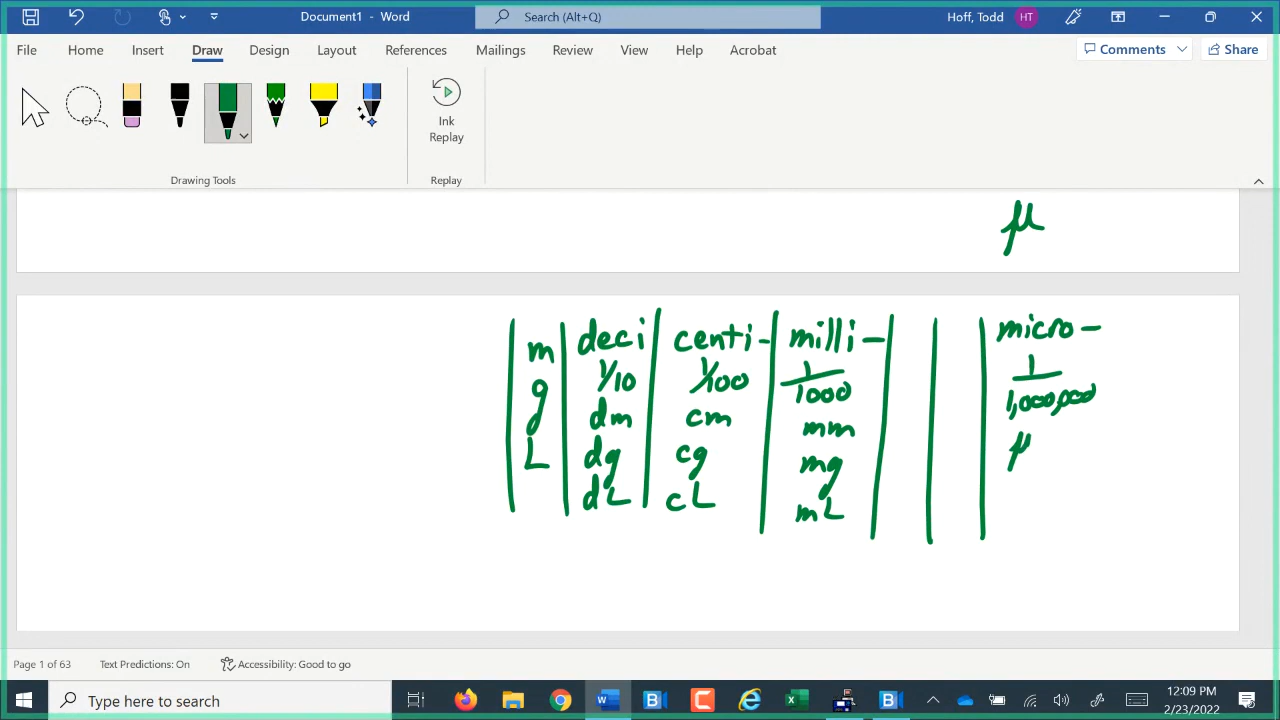 Document1 - Word
Search (Alt+Q)
Hoff, Todd
HT
File Home Insert Draw Design Layout References Mailings Review View Help Acrobat
Comments
Share
Ink
Replay
Drawing Tools
Replay
m
g
L
deci
1/10
dm
dg
dL
centi-
1/100
cm
cg
cL
milli-
1/1000
mm
mg
mL
micro-
1/1,000,000
μ
Page 1 of 63
Text Predictions: On
Accessibility: Good to go
Type here to search
12:09 PM
2/23/2022